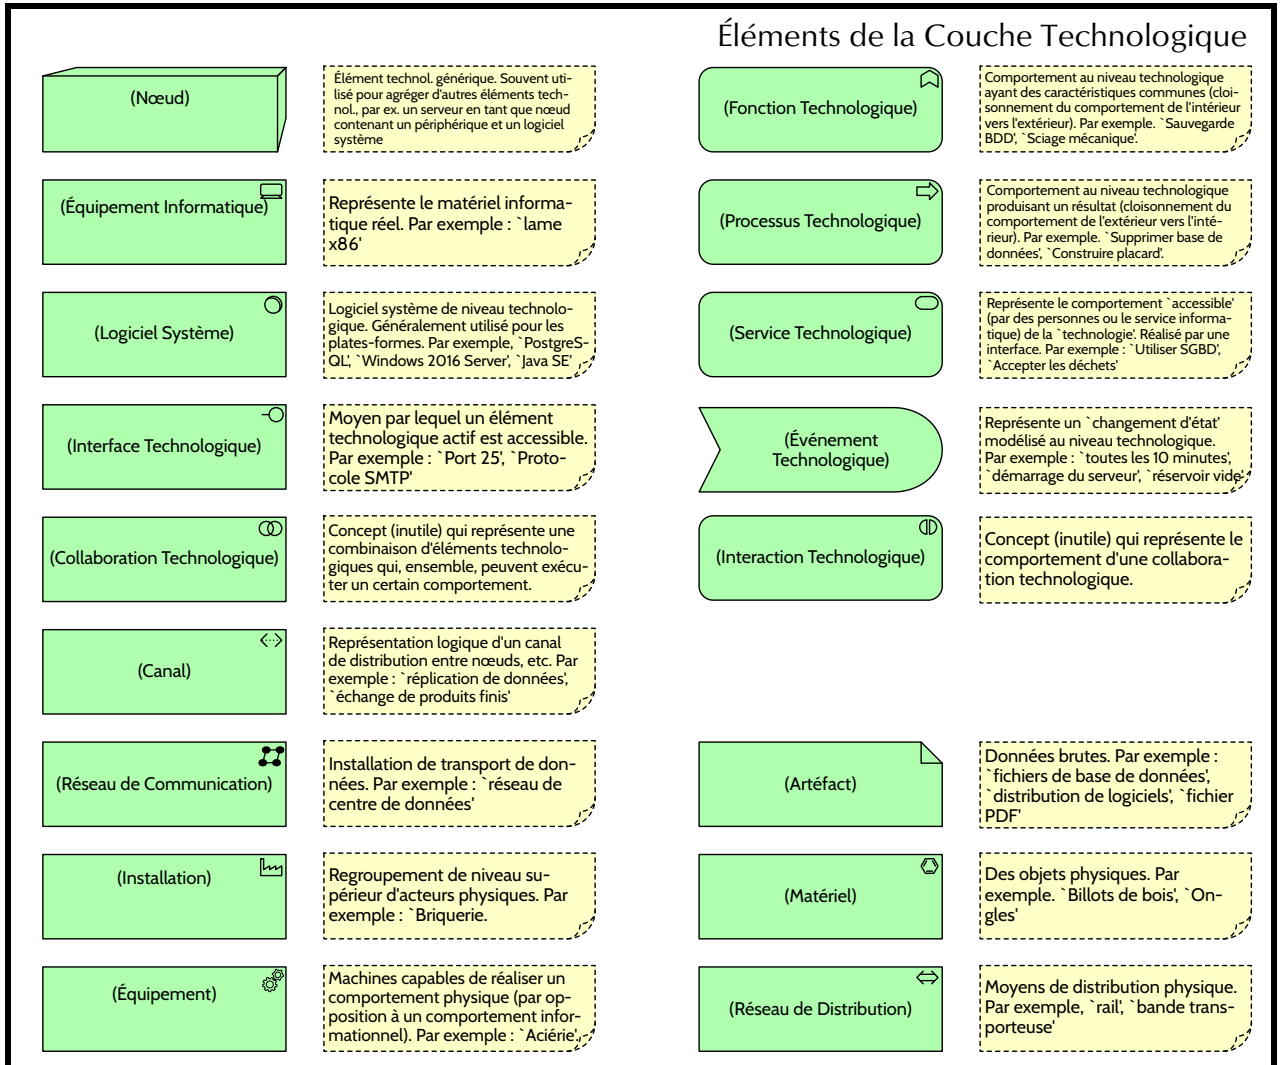 Éléments de la Couche Technologique
(Nœud)
Élément technol. générique. Souvent uti-
lisé pour agréger d'autres éléments tech-
nol., par ex. un serveur en tant que nœud
contenant un périphérique et un logiciel
système
(Fonction Technologique)
Comportement au niveau technologique
ayant des caractéristiques communes (cloi-
sonnement du comportement de l'intérieur
vers l'extérieur). Par exemple. `Sauvegarde
BDD', `Sciage mécanique'.
(Équipement Informatique)
Représente le matériel informa-
tique réel. Par exemple : `lame
x86'
(Processus Technologique)
Comportement au niveau technologique
produisant un résultat (cloisonnement du
comportement de l'extérieur vers l'inté-
rieur). Par exemple. `Supprimer base de
données', `Construire placard'.
(Logiciel Système)
Logiciel système de niveau technolo-
gique. Généralement utilisé pour les
plates-formes. Par exemple, `PostgreS-
QL', `Windows 2016 Server', `Java SE'
(Service Technologique)
Représente le comportement `accessible'
(par des personnes ou le service informa-
tique) de la `technologie'. Réalisé par une
interface. Par exemple : `Utiliser SGBD',
`Accepter les déchets'
(Interface Technologique)
Moyen par lequel un élément
technologique actif est accessible.
Par exemple : `Port 25', `Proto-
cole SMTP'
(Événement
Technologique)
Représente un `changement d'état'
modélisé au niveau technologique.
Par exemple : `toutes les 10 minutes',
`démarrage du serveur', `réservoir vide'.
(Collaboration Technologique)
Concept (inutile) qui représente une
combinaison d'éléments technolo-
giques qui, ensemble, peuvent exécu-
ter un certain comportement.
(Interaction Technologique)
Concept (inutile) qui représente le
comportement d'une collabora-
tion technologique.
(Canal)
Représentation logique d'un canal
de distribution entre nœuds, etc. Par
exemple : `réplication de données',
`échange de produits finis'
(Réseau de Communication)
Installation de transport de don-
nées. Par exemple : `réseau de
centre de données'
(Artéfact)
Données brutes. Par exemple :
`fichiers de base de données',
`distribution de logiciels', `fichier
PDF'
(Installation)
Regroupement de niveau su-
périeur d'acteurs physiques. Par
exemple : `Briquerie.
(Matériel)
Des objets physiques. Par
exemple. `Billots de bois', `On-
gles'
(Équipement)
Machines capables de réaliser un
comportement physique (par op-
position à un comportement infor-
mationnel). Par exemple : `Aciérie'.
(Réseau de Distribution)
Moyens de distribution physique.
Par exemple, `rail', `bande trans-
porteuse'